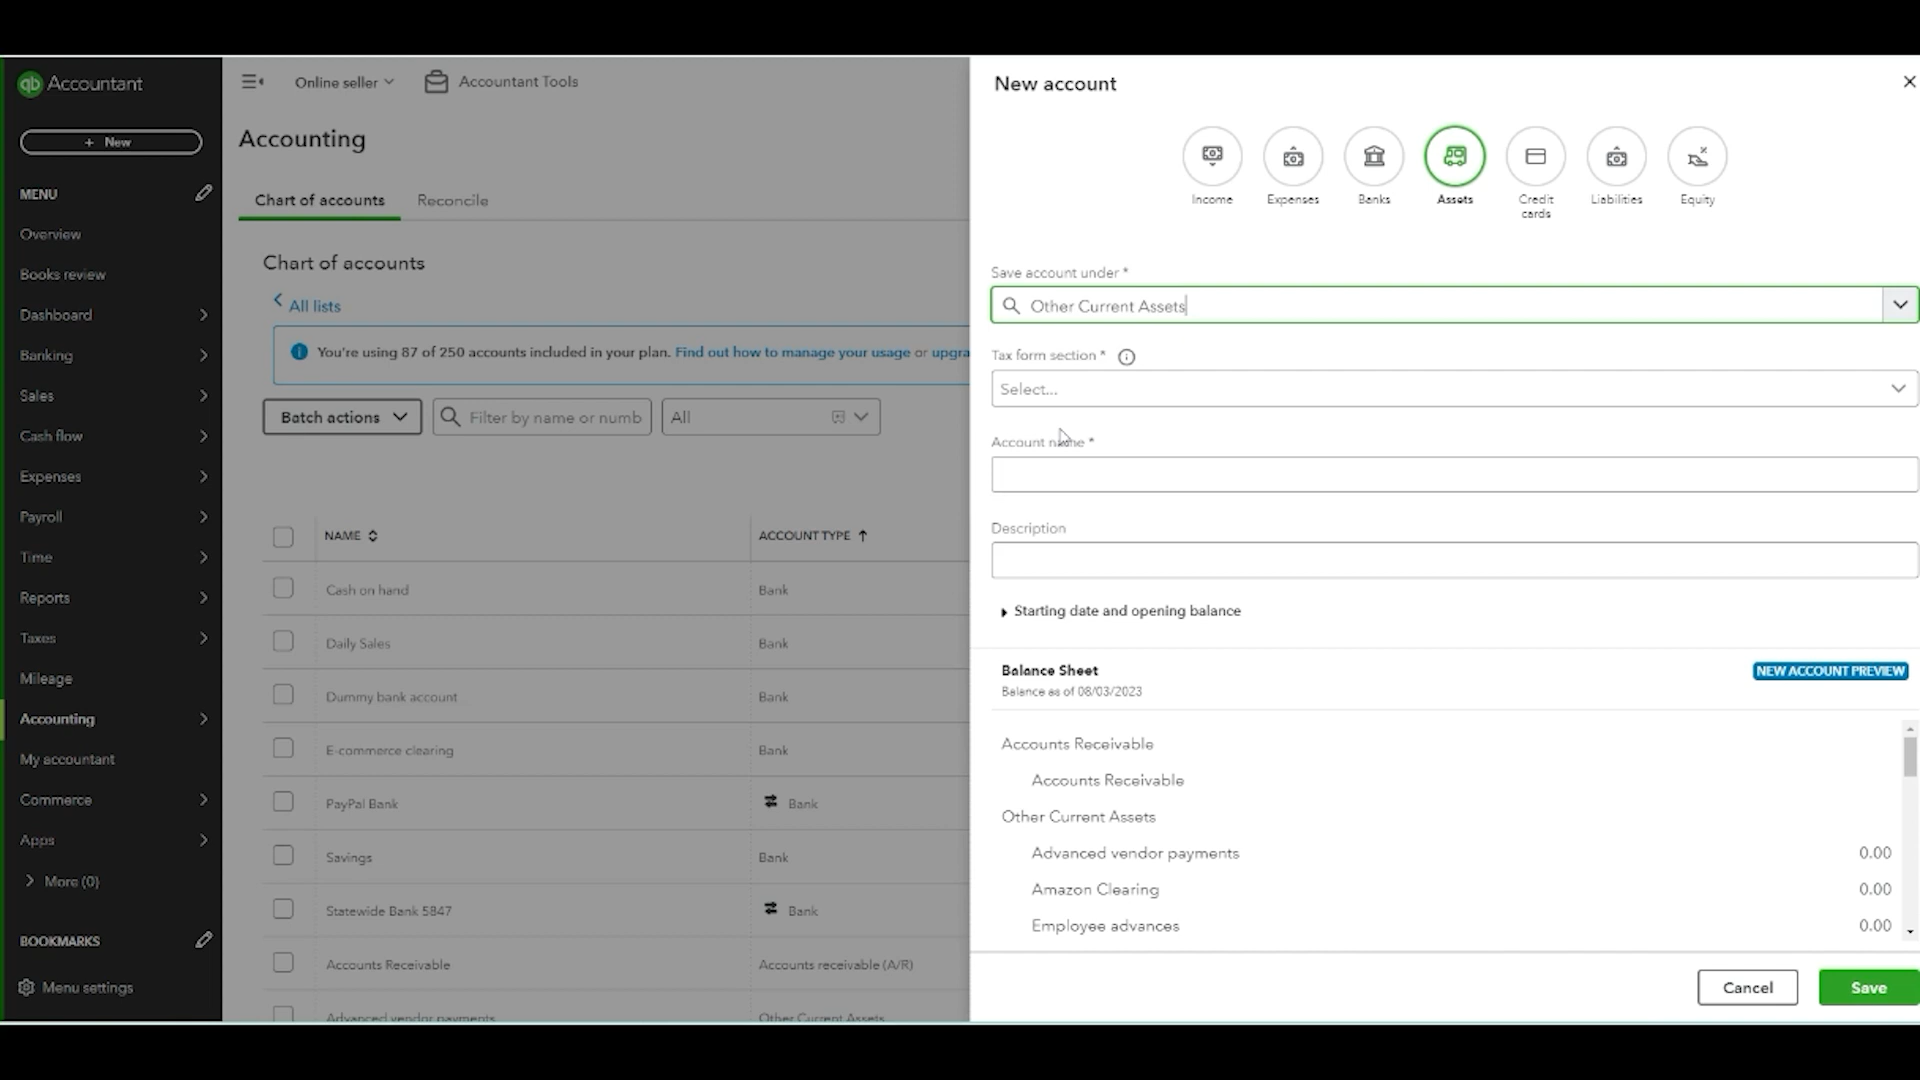 qb Accountant
+ New
MENU
Overview
Books review
Dashboard
Banking
Sales
Cash flow
Expenses
Payroll
Time
Reports
Taxes
Mileage
Accounting
My accountant
Commerce
Apps
More (0)
BOOKMARKS
Menu settings
Online seller
Accountant Tools
Accounting
Chart of accounts
Reconcile
Chart of accounts
All lists
You're using 87 of 250 accounts included in your plan. Find out how to manage your usage or upgra
Batch actions
Filter by name or numb
All
NAME
ACCOUNT TYPE
Cash on hand
Bank
Daily Sales
Bank
Dummy bank account
Bank
E-commerce clearing
Bank
PayPal Bank
Bank
Savings
Bank
Statewide Bank 5847
Bank
Accounts Receivable
Accounts receivable (A/R)
Advanced vendor payments
Other Current Assets
New account
Income
Expenses
Banks
Assets
Credit
cards
Liabilities
Equity
Save account under *
Other Current Assets
Tax form section *
Select...
Account name *
Description
Starting date and opening balance
Balance Sheet
NEW ACCOUNT PREVIEW
Balance as of 08/03/2023
Accounts Receivable
Accounts Receivable
Other Current Assets
Advanced vendor payments 0.00
Amazon Clearing 0.00
Employee advances 0.00
Cancel
Save